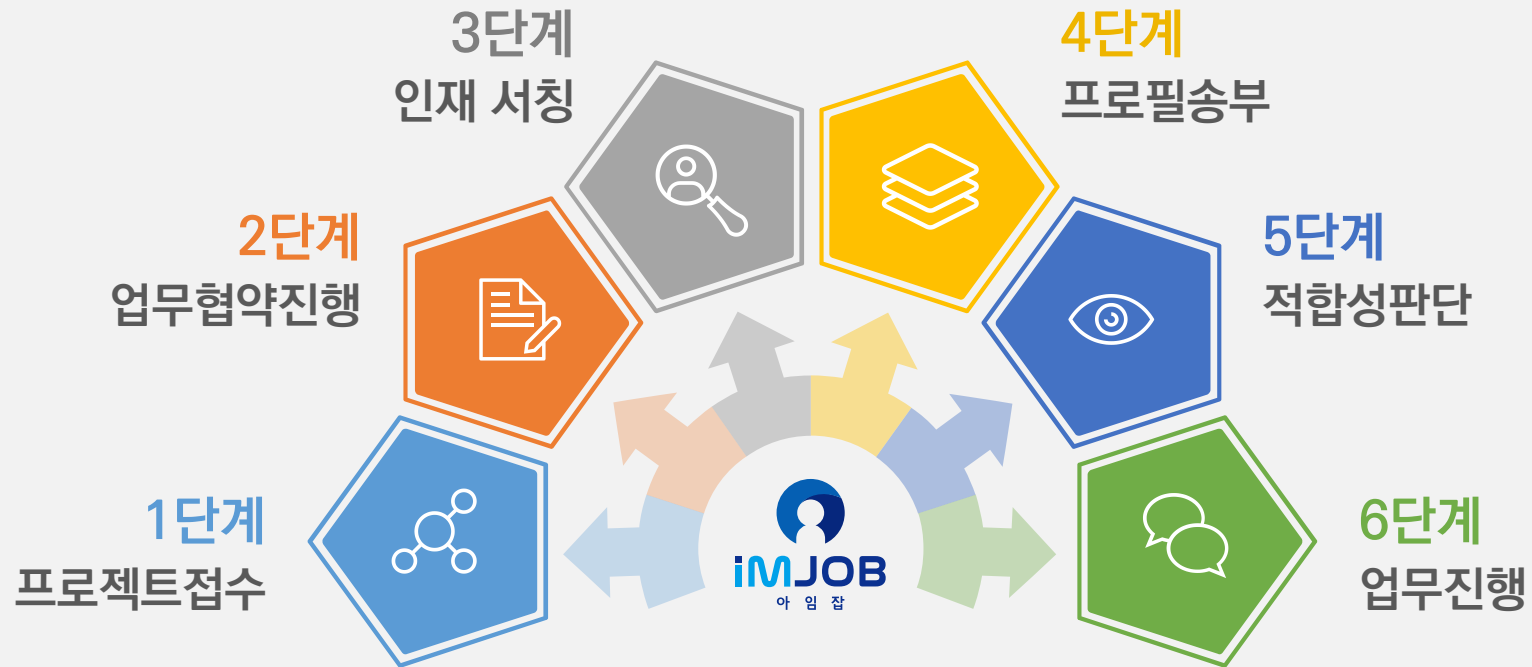 1단계
프로젝트접수
2단계
업무협약진행
3단계
인재 서칭
4단계
프로필송부
5단계
적합성판단
6단계
업무진행
iMJOB
아임잡